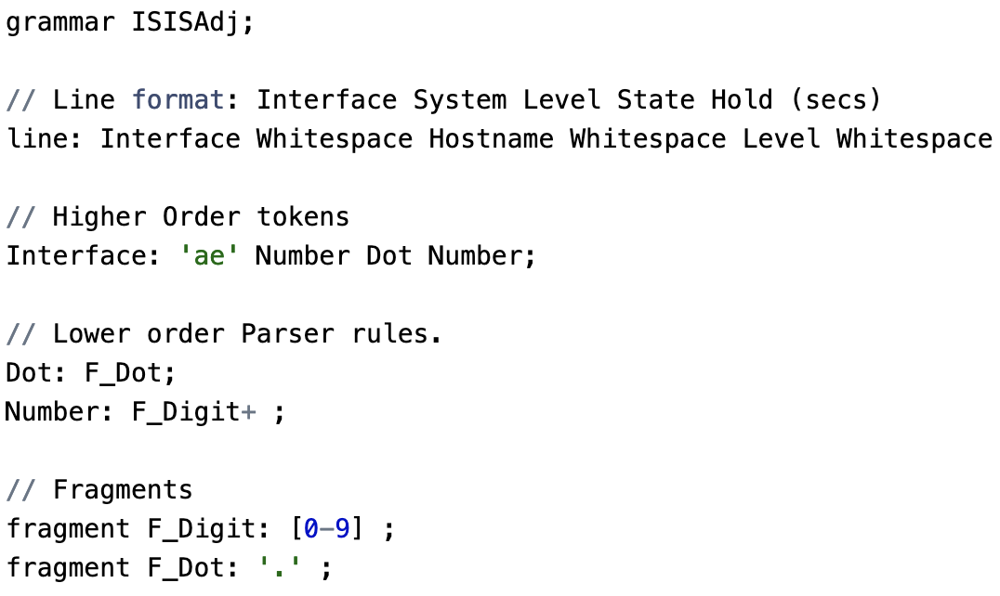 grammar ISISAdj;
// Line format: Interface System Level State Hold (secs)
line: Interface Whitespace Hostname Whitespace Level Whitespace
// Higher Order tokens
Interface: 'ae' Number Dot Number;
// Lower order Parser rules.
Dot: F_Dot;
Number: F_Digit+ ;
// Fragments
fragment F_Digit: [0-9] ;
fragment F_Dot: '.' ;